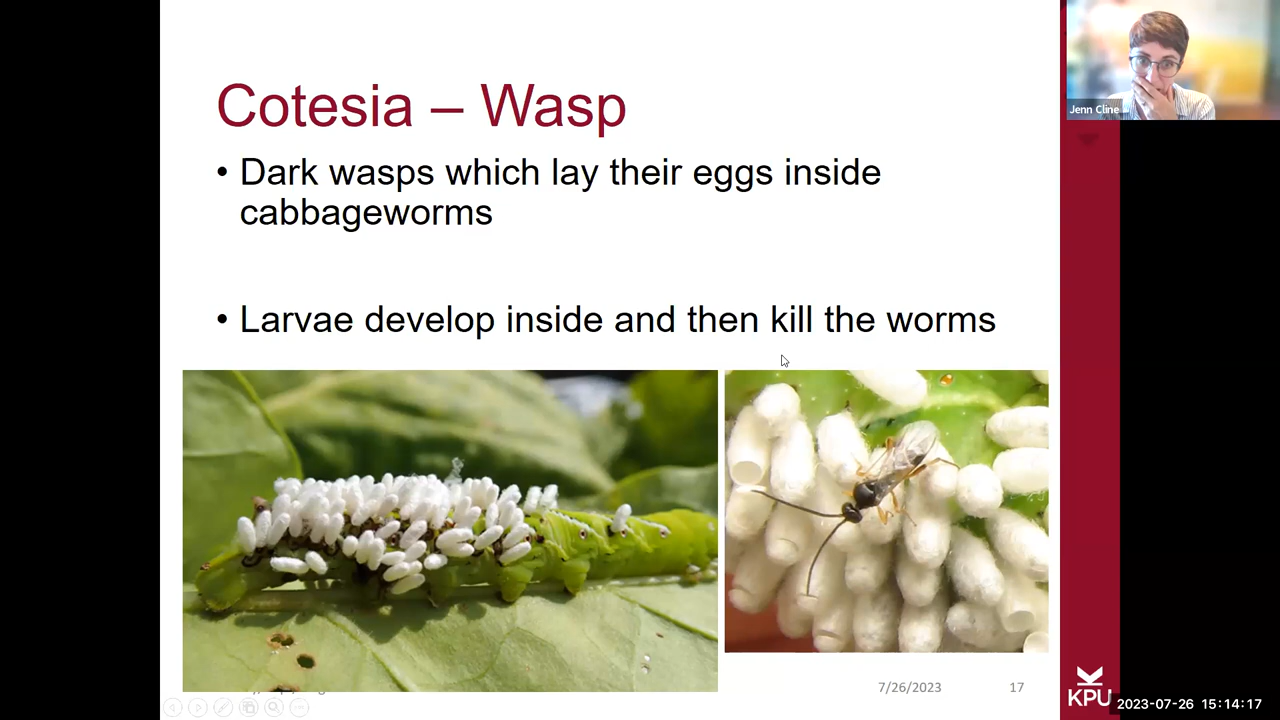 Cotesia – Wasp
• Dark wasps which lay their eggs inside
cabbageworms
• Larvae develop inside and then kill the worms
Jenn Cline
7/26/2023
17
KPU
2023-07-26 15:14:17